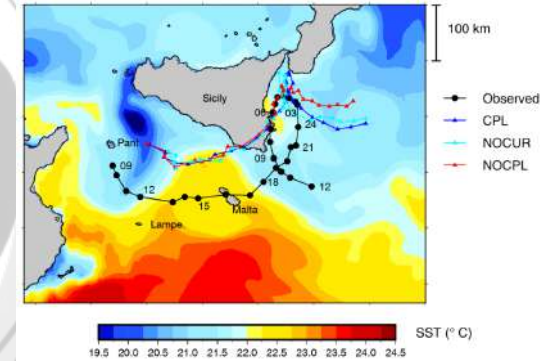 100 km
Sicily
Observed
CPL
NOCUR
NOCPL
06
03
24
21
Pant.
09
09
12
18
12
15
Malta
Lampe.
SST (° C)
19.5 20.0 20.5 21.0 21.5 22.0 22.5 23.0 23.5 24.0 24.5